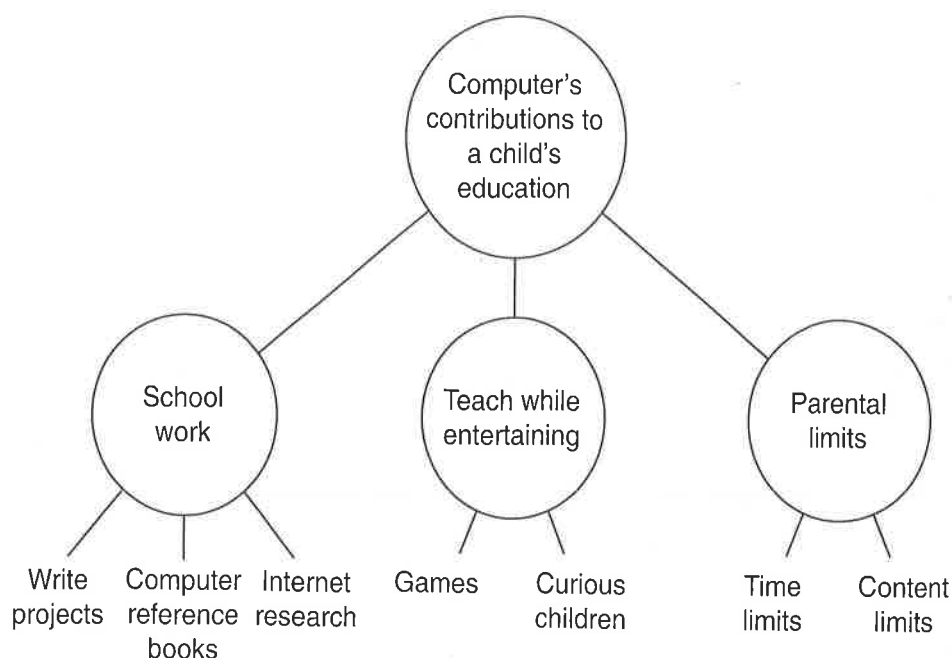 Computer's
contributions to
a child's
education
School
work
Teach while
entertaining
Parental
limits
Write
projects
Computer
reference
books
Internet
research
Games
Curious
children
Time
limits
Content
limits